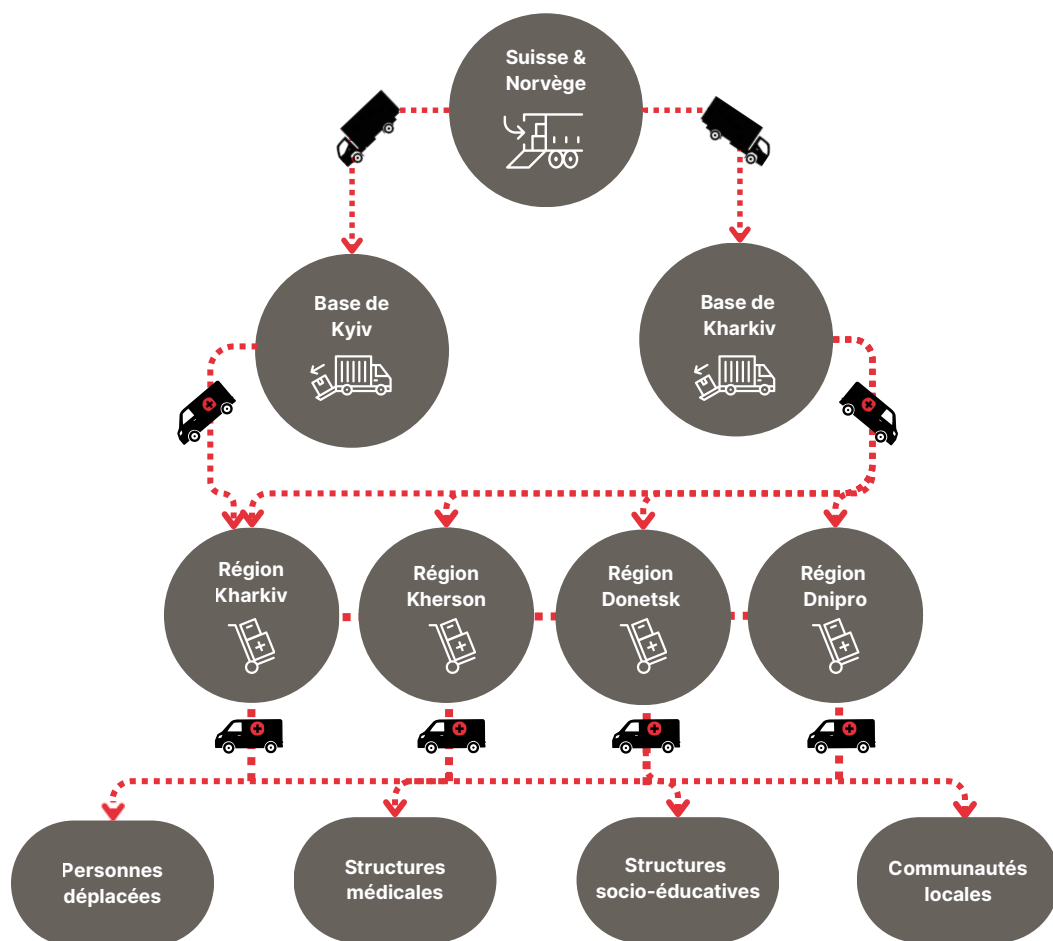 Suisse &
Norvège
Base de
Kyiv
Base de
Kharkiv
Région
Kharkiv
Région
Kherson
Région
Donetsk
Région
Dnipro
Personnes
déplacées
Structures
médicales
Structures
socio-éducatives
Communautés
locales